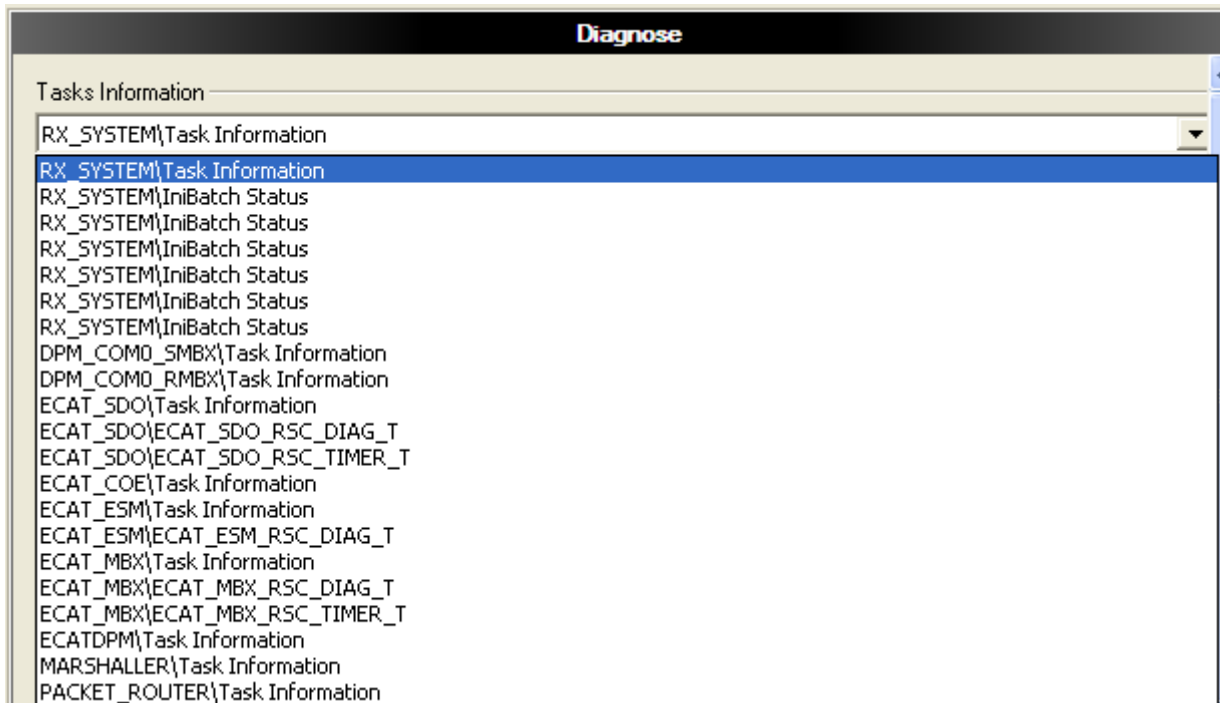 Diagnose
Tasks Information
RX_SYSTEM\Task Information
RX_SYSTEM\Task Information
RX_SYSTEM\IniBatch Status
RX_SYSTEM\IniBatch Status
RX_SYSTEM\IniBatch Status
RX_SYSTEM\IniBatch Status
RX_SYSTEM\IniBatch Status
RX_SYSTEM\IniBatch Status
DPM_COM0_SMBX\Task Information
DPM_COM0_RMBX\Task Information
ECAT_SDO\Task Information
ECAT_SDO\ECAT_SDO_RSC_DIAG_T
ECAT_SDO\ECAT_SDO_RSC_TIMER_T
ECAT_COE\Task Information
ECAT_ESM\Task Information
ECAT_ESM\ECAT_ESM_RSC_DIAG_T
ECAT_MBX\Task Information
ECAT_MBX\ECAT_MBX_RSC_DIAG_T
ECAT_MBX\ECAT_MBX_RSC_TIMER_T
ECATDPM\Task Information
MARSHALLER\Task Information
PACKET_ROUTER\Task Information